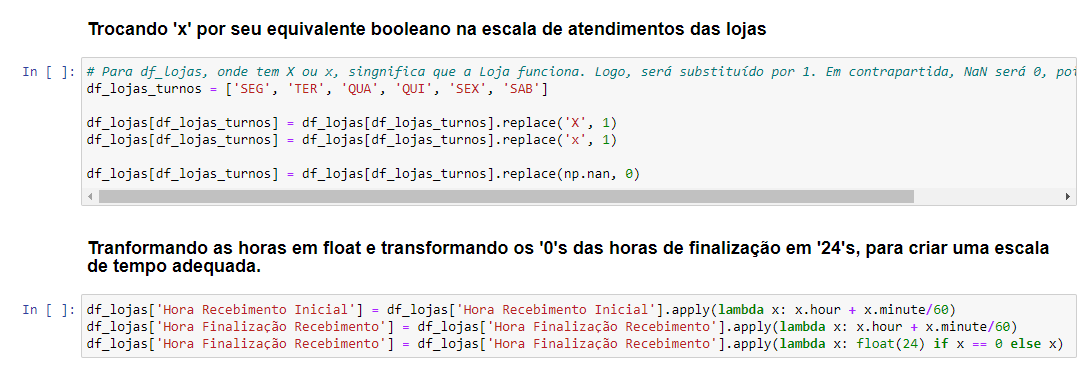 Trocando 'x' por seu equivalente booleano na escala de atendimentos das lojas
In [ ]: # Para df_lojas, onde tem X ou x, singnifica que a Loja funciona. Logo, será substituído por 1. Em contrapartida, NaN será 0, poi
df_lojas_turnos = ['SEG', 'TER', 'QUA', 'QUI', 'SEX', 'SAB']
df_lojas[df_lojas_turnos] = df_lojas[df_lojas_turnos].replace('X', 1)
df_lojas[df_lojas_turnos] = df_lojas[df_lojas_turnos].replace('x', 1)
df_lojas[df_lojas_turnos] = df_lojas[df_lojas_turnos].replace(np.nan, 0)
Tranformando as horas em float e transformando os '0's das horas de finalização em '24's, para criar uma escala
de tempo adequada.
In [ ]: df_lojas['Hora Recebimento Inicial'] = df_lojas['Hora Recebimento Inicial'].apply(lambda x: x.hour + x.minute/60)
df_lojas['Hora Finalização Recebimento'] = df_lojas['Hora Finalização Recebimento'].apply(lambda x: x.hour + x.minute/60)
df_lojas['Hora Finalização Recebimento'] = df_lojas['Hora Finalização Recebimento'].apply(lambda x: float(24) if x == 0 else x)